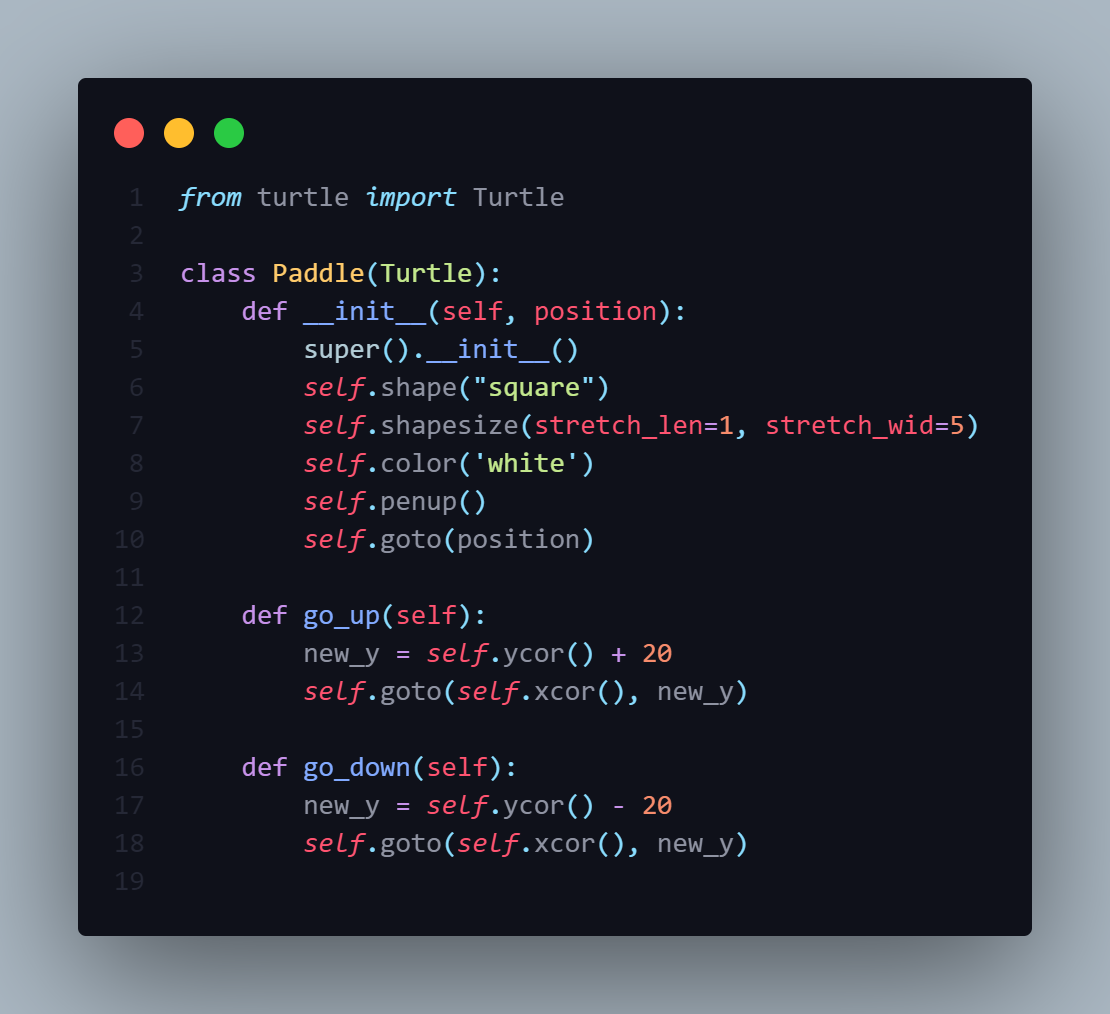 1 from turtle import Turtle
2
3 class Paddle(Turtle):
4     def __init__(self, position):
5         super().__init__()
6         self.shape("square")
7         self.shapesize(stretch_len=1, stretch_wid=5)
8         self.color('white')
9         self.penup()
10         self.goto(position)
11
12     def go_up(self):
13         new_y = self.ycor() + 20
14         self.goto(self.xcor(), new_y)
15
16     def go_down(self):
17         new_y = self.ycor() - 20
18         self.goto(self.xcor(), new_y)
19